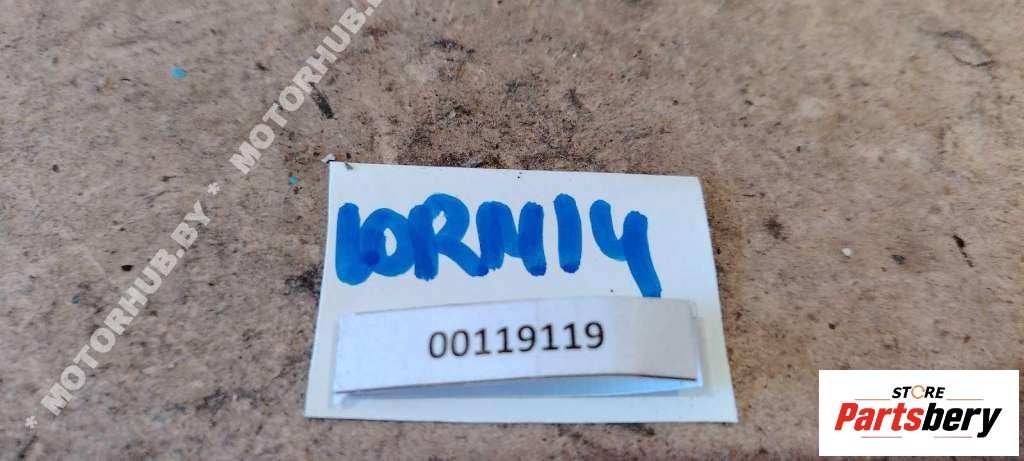 * MOTORHUB.BY * MOTORHUB.BY
10RM14
00119119
STORE
Partsbery